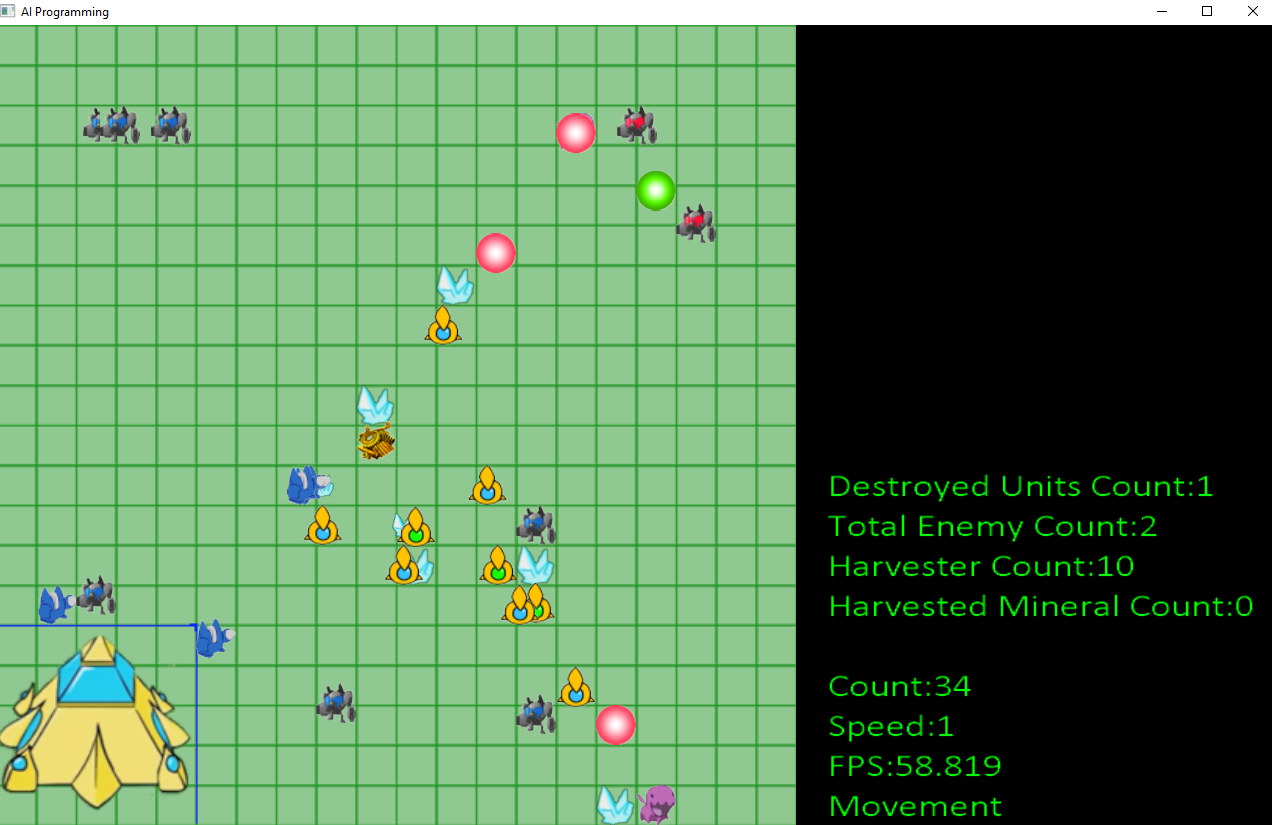 AI Programming
Destroyed Units Count:1
Total Enemy Count:2
Harvester Count:10
Harvested Mineral Count:0
Count:34
Speed:1
FPS:58.819
Movement